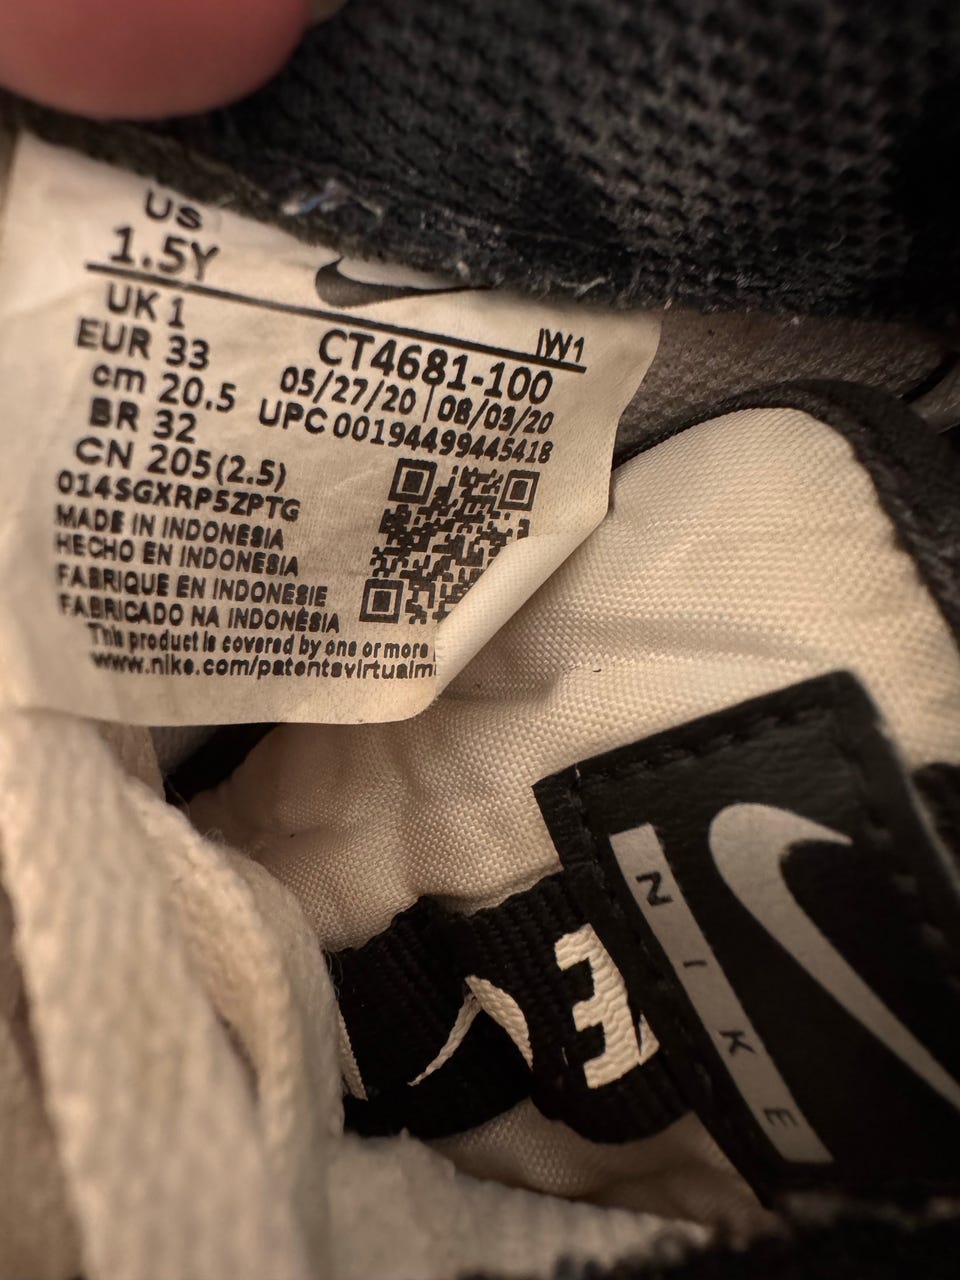 US
1.5Y
UK 1
EUR 33
cm 20.5
BR 32
CN 205(2.5)
IW1
CT4681-100
05/27/20 | 08/03/20
UPC 00194499445418
014SGXRP5ZPTG
MADE IN INDONESIA
HECHO EN INDONESIA
FABRIQUE EN INDONESIE
FABRICADO NA INDONÉSIA
This product is covered by one or more
www.nike.com/patentsvirtualm
NIKE
E